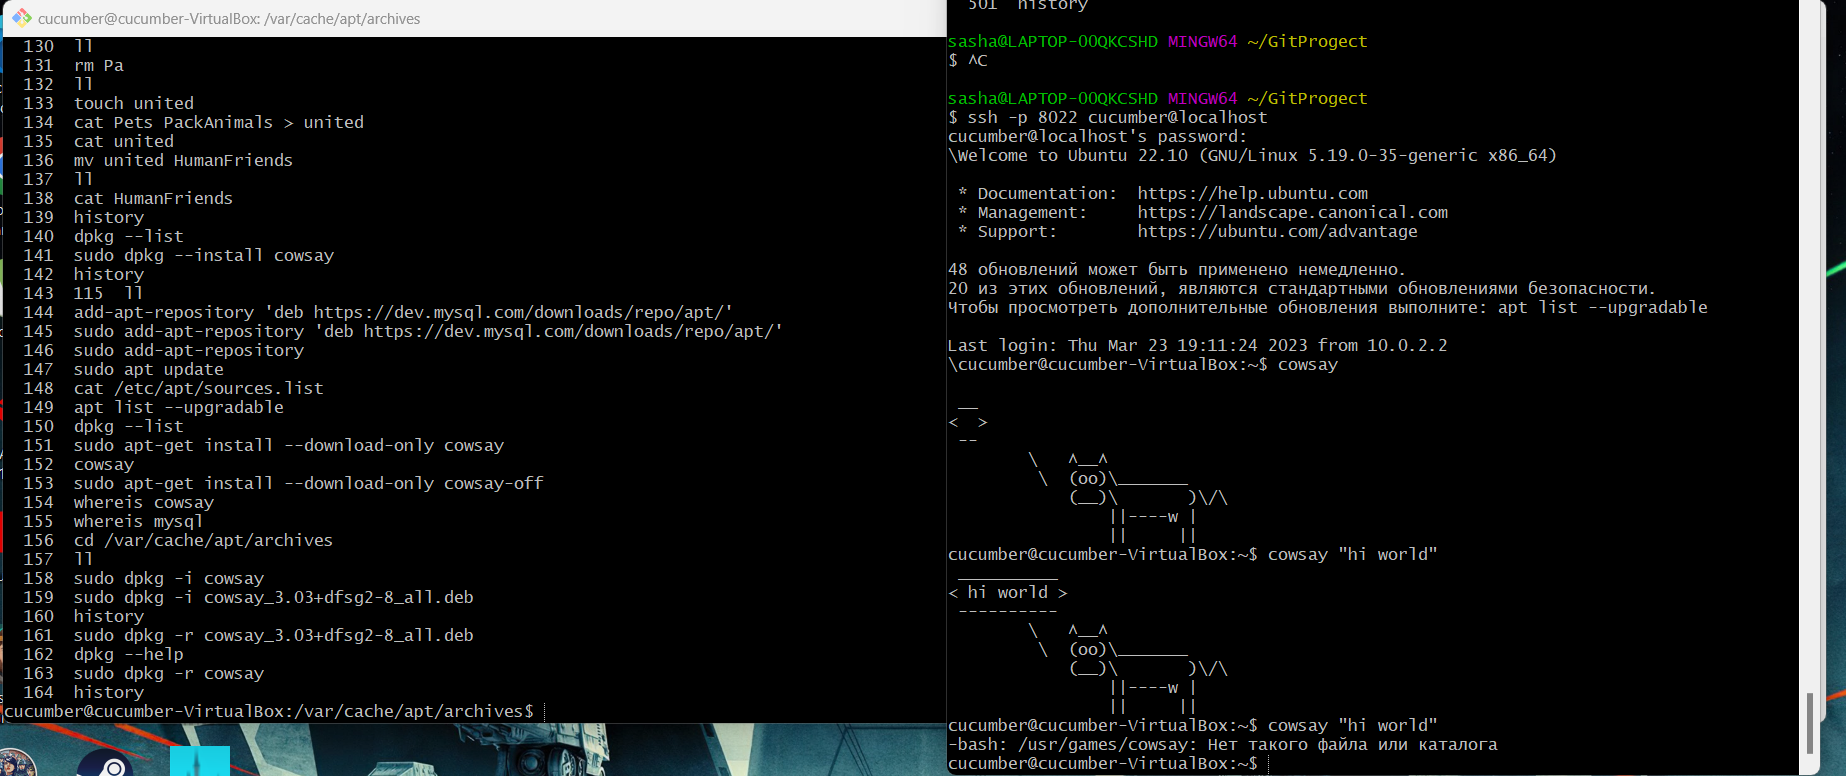 cucumber@cucumber-VirtualBox: /var/cache/apt/archives
130  ll
131  rm Pa
132  ll
133  touch united
134  cat Pets PackAnimals > united
135  cat united
136  mv united HumanFriends
137  ll
138  cat HumanFriends
139  history
140  dpkg --list
141  sudo dpkg --install cowsay
142  history
143  115  ll
144  add-apt-repository 'deb https://dev.mysql.com/downloads/repo/apt/'
145  sudo add-apt-repository 'deb https://dev.mysql.com/downloads/repo/apt/'
146  sudo add-apt-repository
147  sudo apt update
148  cat /etc/apt/sources.list
149  apt list --upgradable
150  dpkg --list
151  sudo apt-get install --download-only cowsay
152  cowsay
153  sudo apt-get install --download-only cowsay-off
154  whereis cowsay
155  whereis mysql
156  cd /var/cache/apt/archives
157  ll
158  sudo dpkg -i cowsay
159  sudo dpkg -i cowsay_3.03+dfsg2-8_all.deb
160  history
161  sudo dpkg -r cowsay_3.03+dfsg2-8_all.deb
162  dpkg --help
163  sudo dpkg -r cowsay
164  history
cucumber@cucumber-VirtualBox:/var/cache/apt/archives$
501  history
sasha@LAPTOP-OOQKCSHD MINGW64 ~/GitProgect
$ ^C
sasha@LAPTOP-OOQKCSHD MINGW64 ~/GitProgect
$ ssh -p 8022 cucumber@localhost
cucumber@localhost's password:
\Welcome to Ubuntu 22.10 (GNU/Linux 5.19.0-35-generic x86_64)
* Documentation:  https://help.ubuntu.com
* Management:     https://landscape.canonical.com
* Support:        https://ubuntu.com/advantage
48 обновлений может быть применено немедленно.
20 из этих обновлений, являются стандартными обновлениями безопасности.
Чтобы просмотреть дополнительные обновления выполните: apt list --upgradable
Last login: Thu Mar 23 19:11:24 2023 from 10.0.2.2
\cucumber@cucumber-VirtualBox:~$ cowsay
 __
<  >
 --
        \   ^__^
         \  (oo)\_______
            (__)\       )\/\
                ||----w |
                ||     ||
cucumber@cucumber-VirtualBox:~$ cowsay "hi world"
 __________
< hi world >
 ----------
        \   ^__^
         \  (oo)\_______
            (__)\       )\/\
                ||----w |
                ||     ||
cucumber@cucumber-VirtualBox:~$ cowsay "hi world"
-bash: /usr/games/cowsay: Нет такого файла или каталога
cucumber@cucumber-VirtualBox:~$